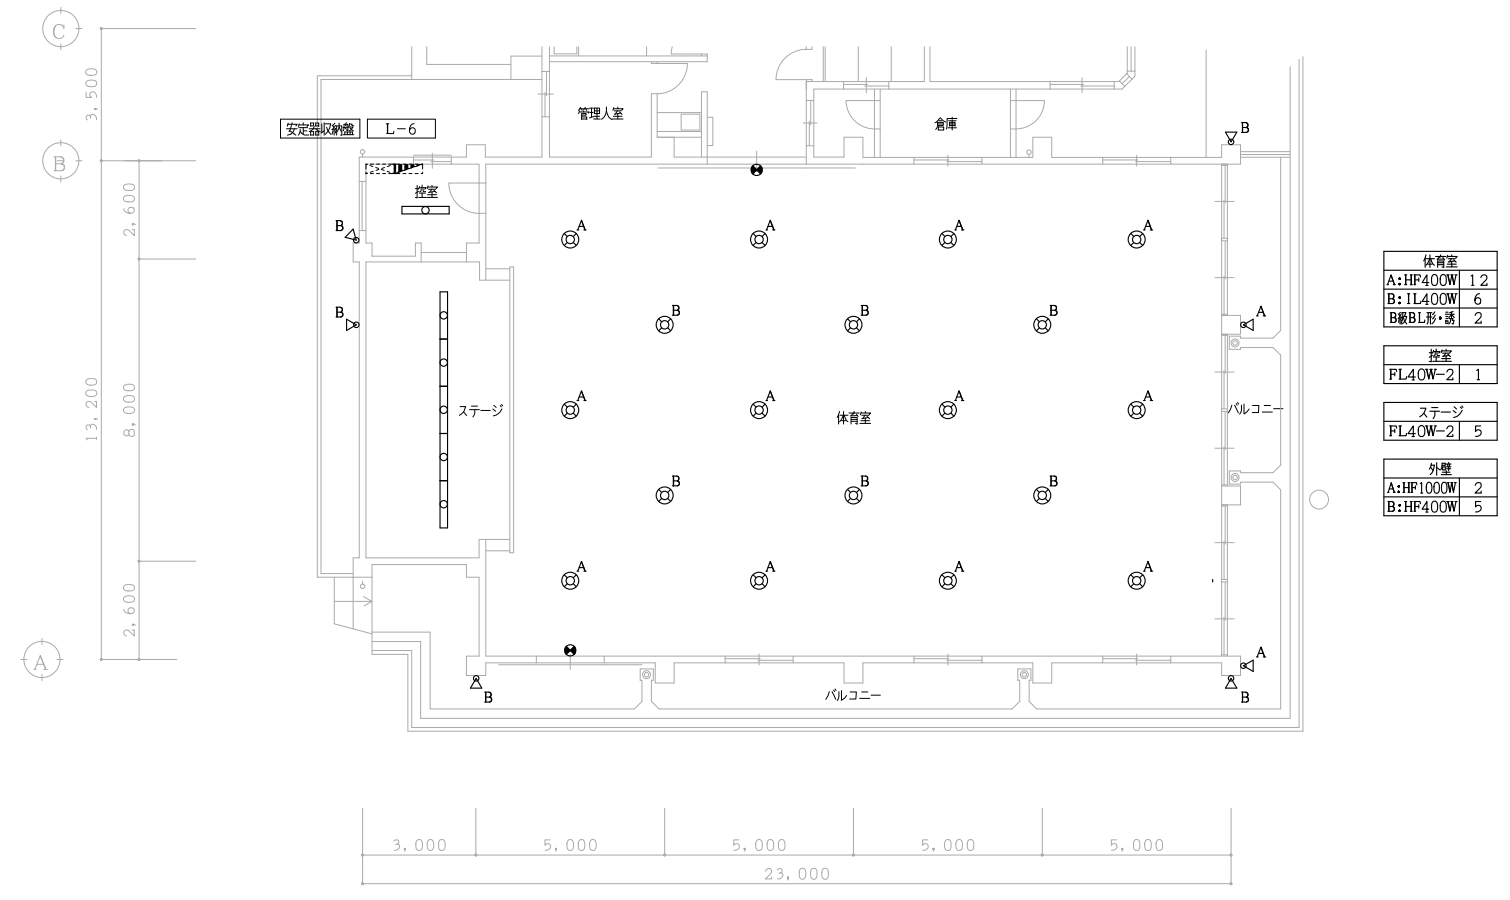 C
3,500
管理人室
倉庫
安定器収納盤
L-6
B
B
2,600
控室
B
A
A
A
A
体育室
A:HF400W 12
B:IL400W 6
B級BL形・誘 2
B
B
B
B
A
控室
FL40W-2 1
13,200
8,000
ステージ
A
A
A
A
体育室
バルコニー
ステージ
FL40W-2 5
B
B
B
外壁
A:HF1000W 2
B:HF400W 5
2,600
A
A
A
A
A
A
B
バルコニー
B
3,000
5,000
5,000
5,000
5,000
23,000